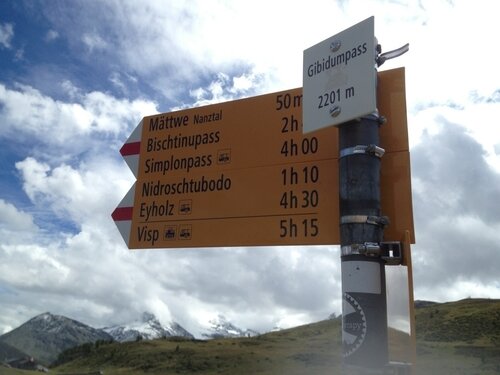 Gibidumpass
2201 m
Mättwe Nanztal 50 m
Bischtinupass 2 h
Simplonpass 4 h 00
Nidroschtubodo 1 h 10
Eyholz 4 h 30
Visp 5 h 15